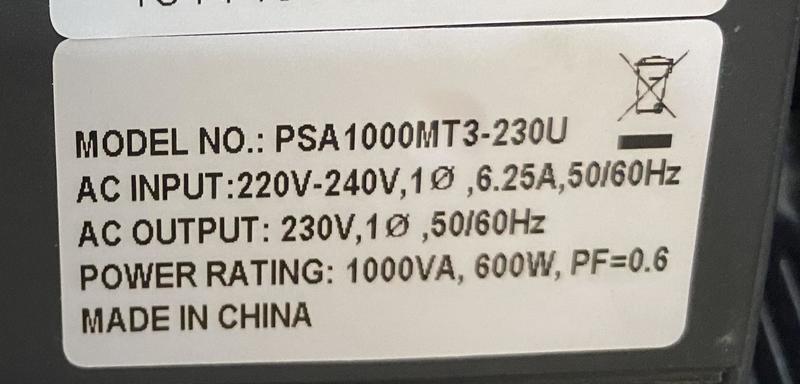 MODEL NO.: PSA1000MT3-230U
AC INPUT:220V-240V,1Ø ,6.25A,50/60Hz
AC OUTPUT: 230V,1Ø ,50/60Hz
POWER RATING: 1000VA, 600W, PF=0.6
MADE IN CHINA